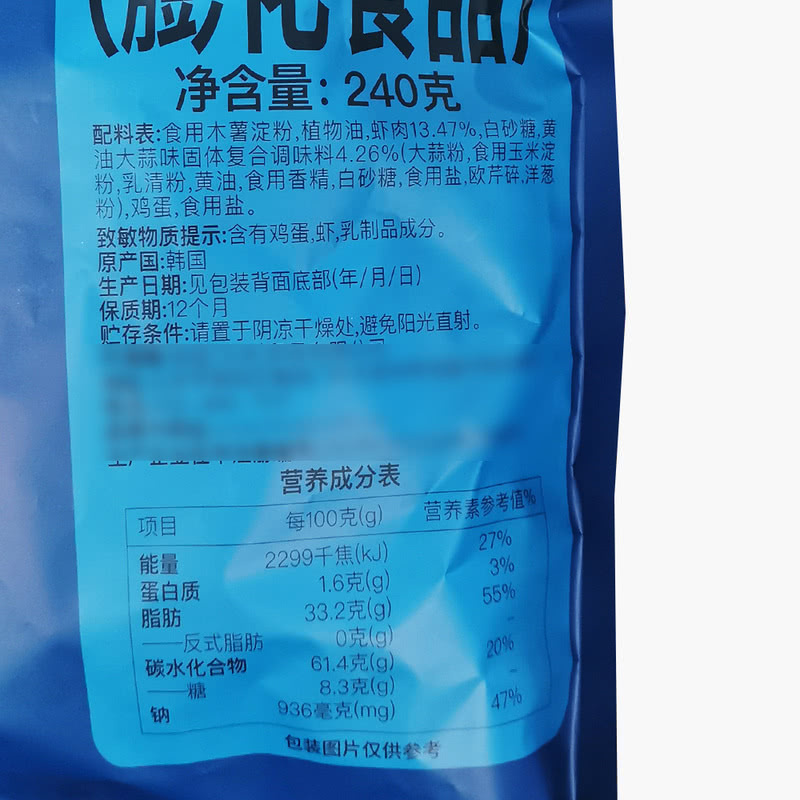 (膨化食品)
净含量：240克
配料表:食用木薯淀粉,植物油,虾肉13.47%,白砂糖,黄
油大蒜味固体复合调味料4.26%(大蒜粉,食用玉米淀
粉,乳清粉,黄油,食用香精,白砂糖,食用盐,欧芹碎,洋葱
粉),鸡蛋,食用盐。
致敏物质提示:含有鸡蛋,虾,乳制品成分。
原产国:韩国
生产日期:见包装背面底部(年/月/日)
保质期:12个月
贮存条件:请置于阴凉干燥处,避免阳光直射。
营养成分表
项目 每100克(g) 营养素参考值%
能量 2299千焦(kJ) 27%
蛋白质 1.6克(g) 3%
脂肪 33.2克(g) 55%
——反式脂肪 0克(g) -
碳水化合物 61.4克(g) 20%
——糖 8.3克(g) -
钠 936毫克(mg) 47%
包装图片仅供参考